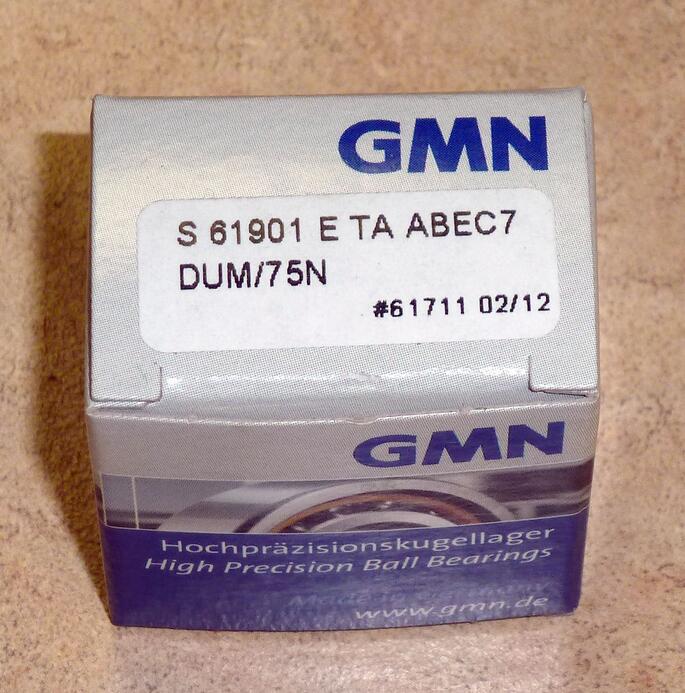 GMN
S 61901 E TA ABEC7
DUM/75N
#61711 02/12
GMN
Hochpräzisionskugellager
High Precision Ball Bearings
www.gmn.de